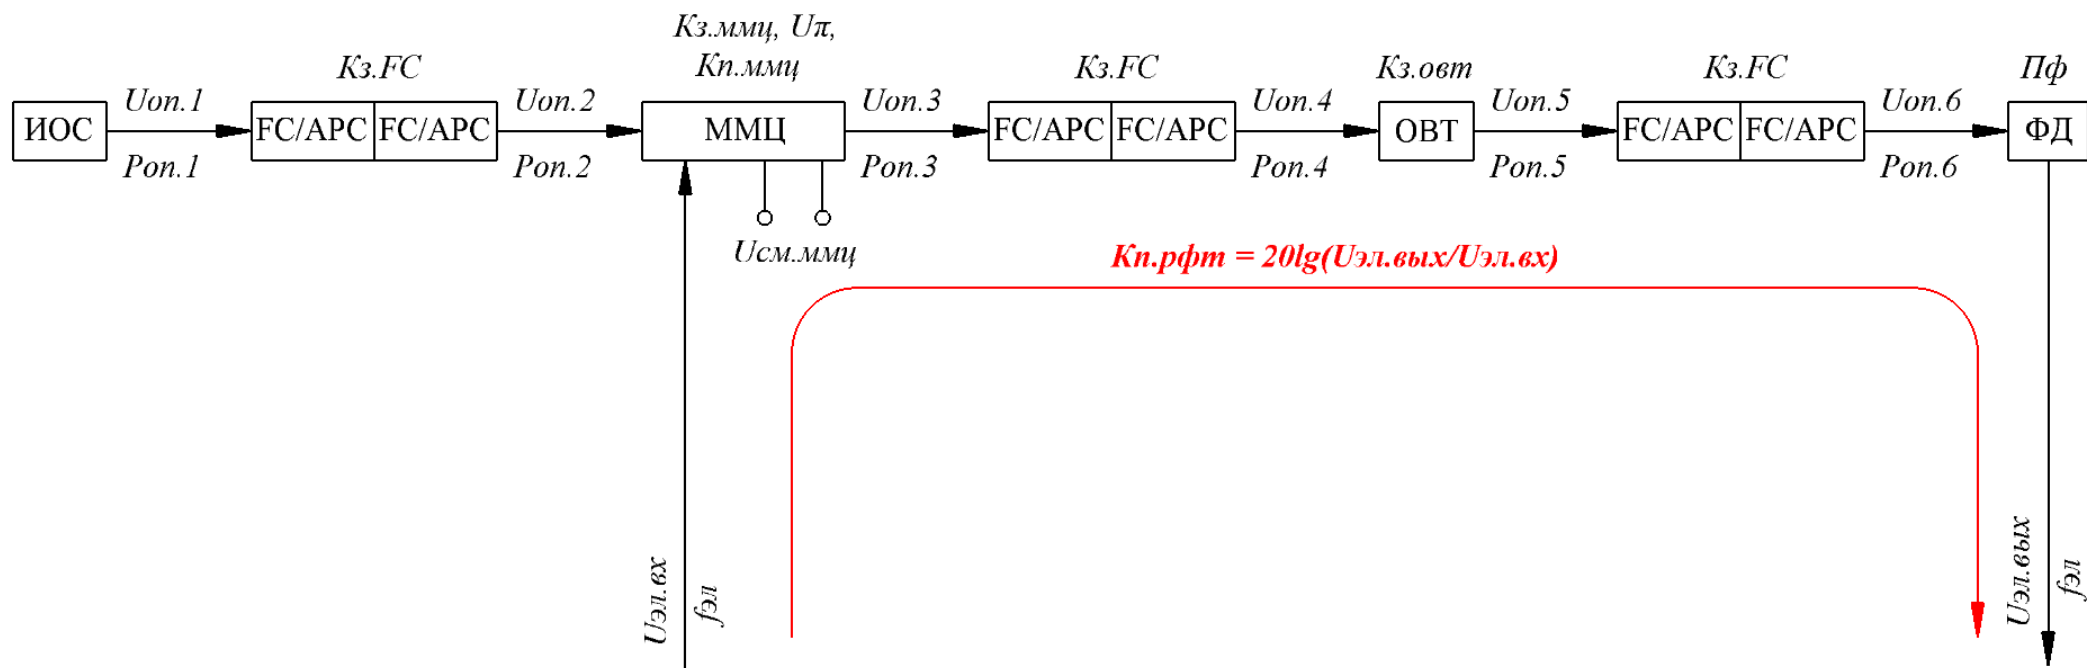 Кз.ммц, Uπ,
Кп.ммц
Кз.FC
Кз.FC
Кз.овт
Кз.FC
Пф
Uоп.1
Uоп.2
Uоп.3
Uоп.4
Uоп.5
Uоп.6
ИОС
FC/APC FC/APC
ММЦ
FC/APC FC/APC
ОВТ
FC/APC FC/APC
ФД
Pоп.1
Pоп.2
Pоп.3
Pоп.4
Pоп.5
Pоп.6
Uсм.ммц
Кп.рфт = 20lg(Uэл.вых/Uэл.вх)
Uэл.вх
fэл
Uэл.вых
fэл